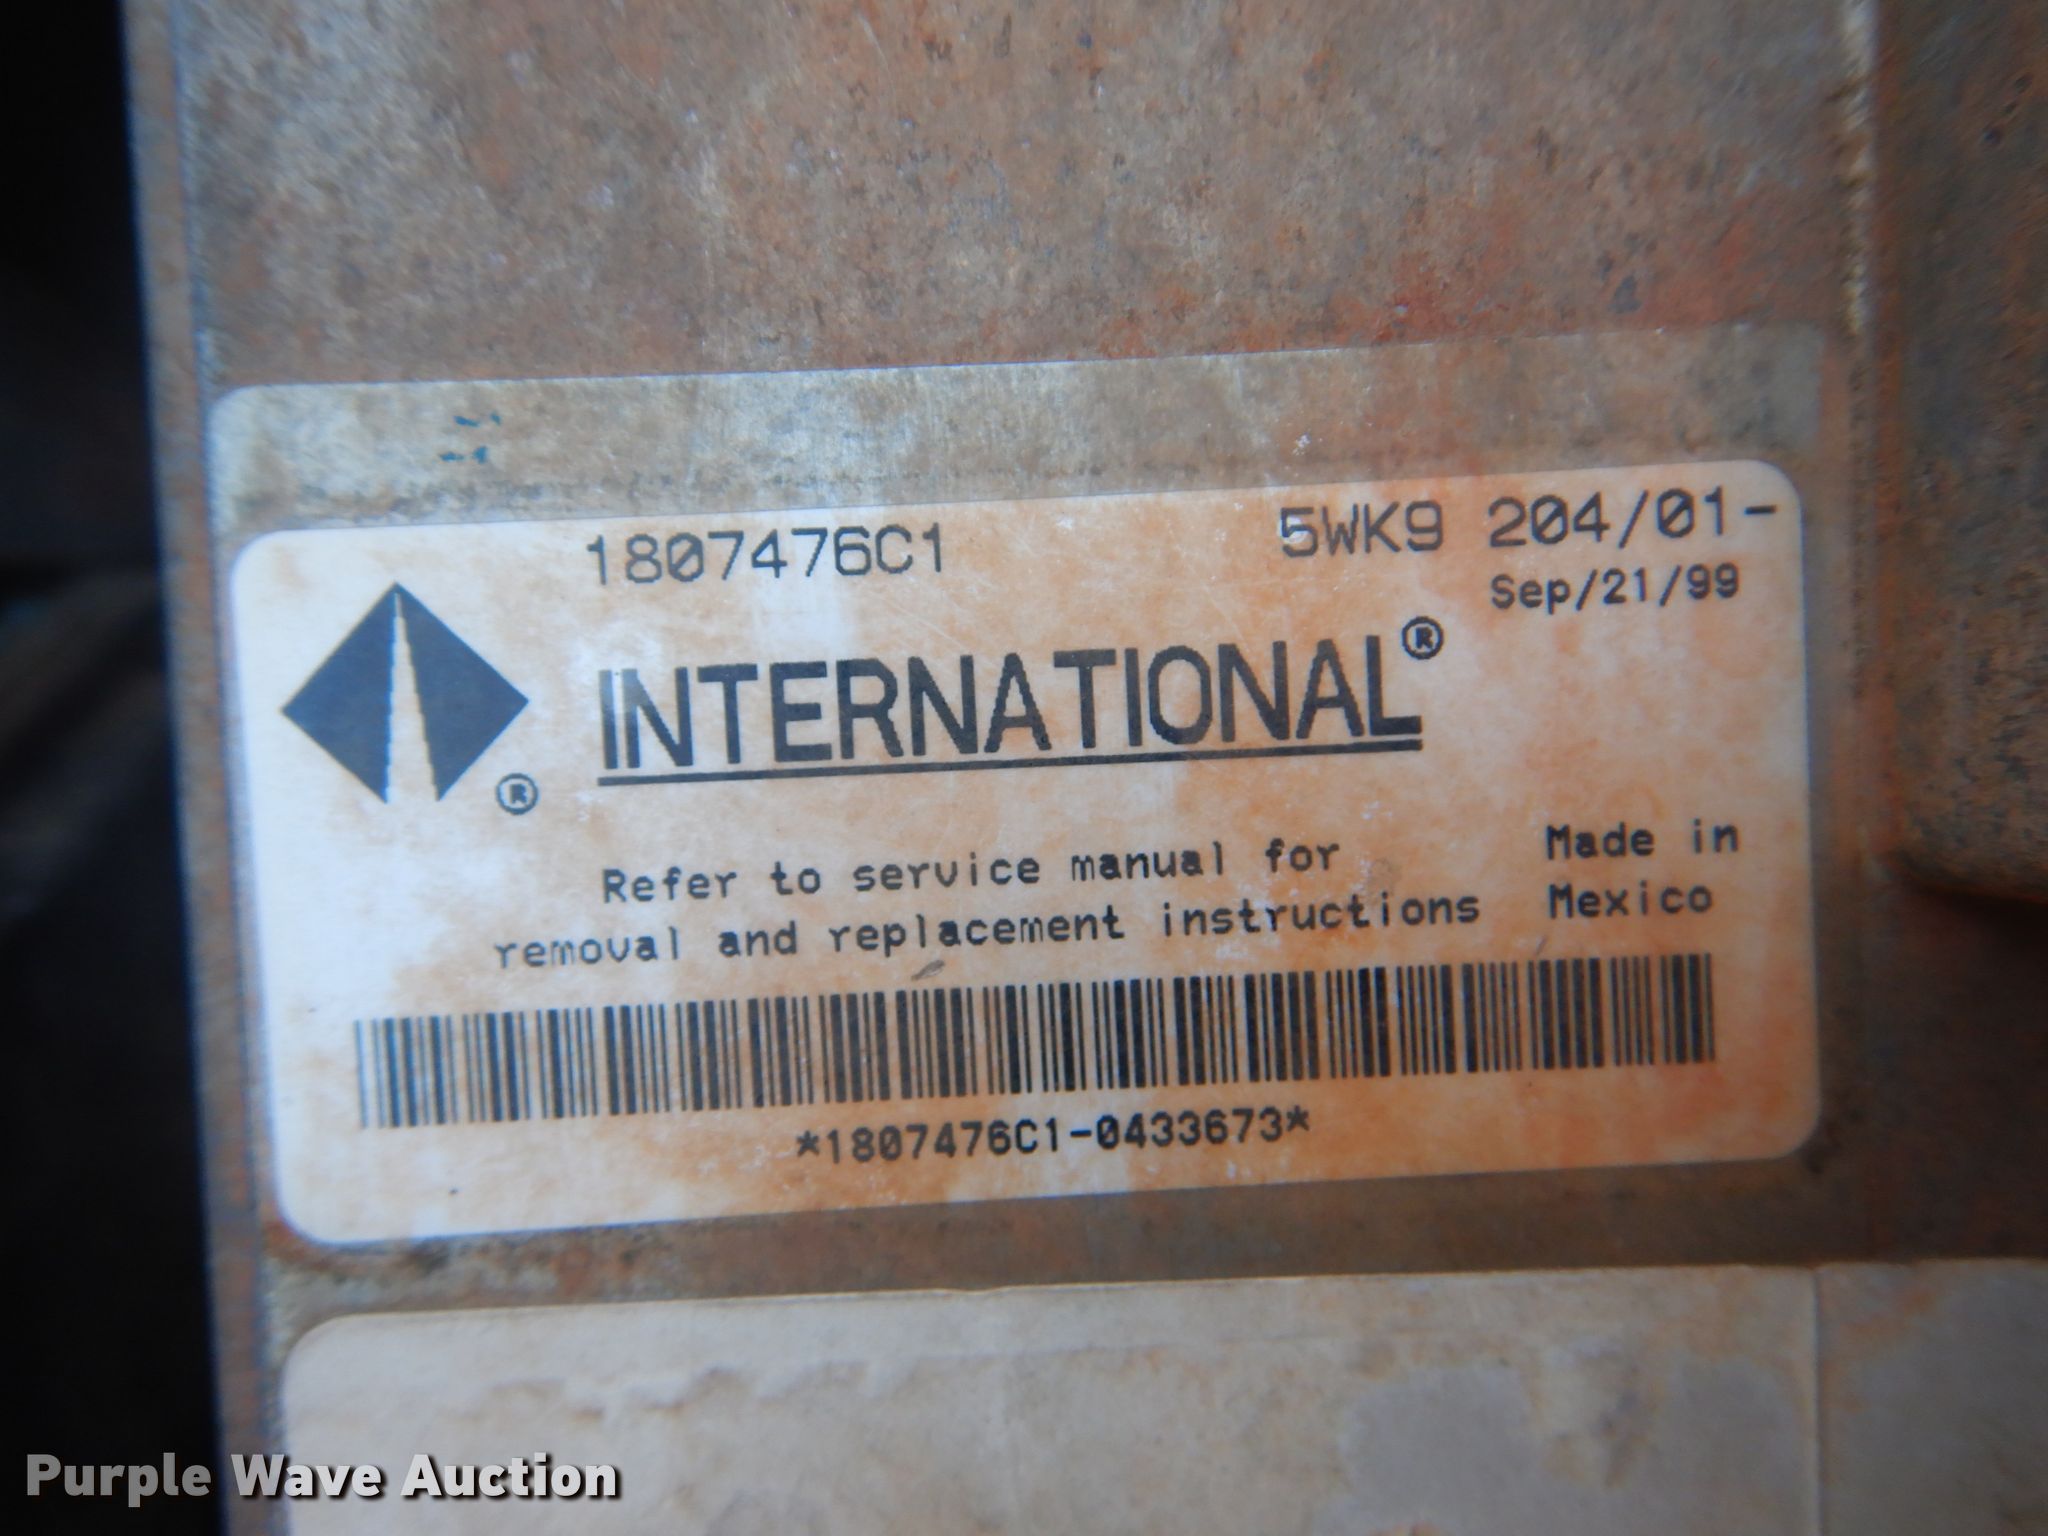 1807476C1 5WK9 204/01-
Sep/21/99
INTERNATIONAL®
®
Refer to service manual for
removal and replacement instructions
Made in
Mexico
*1807476C1-0433673*
Purple Wave Auction